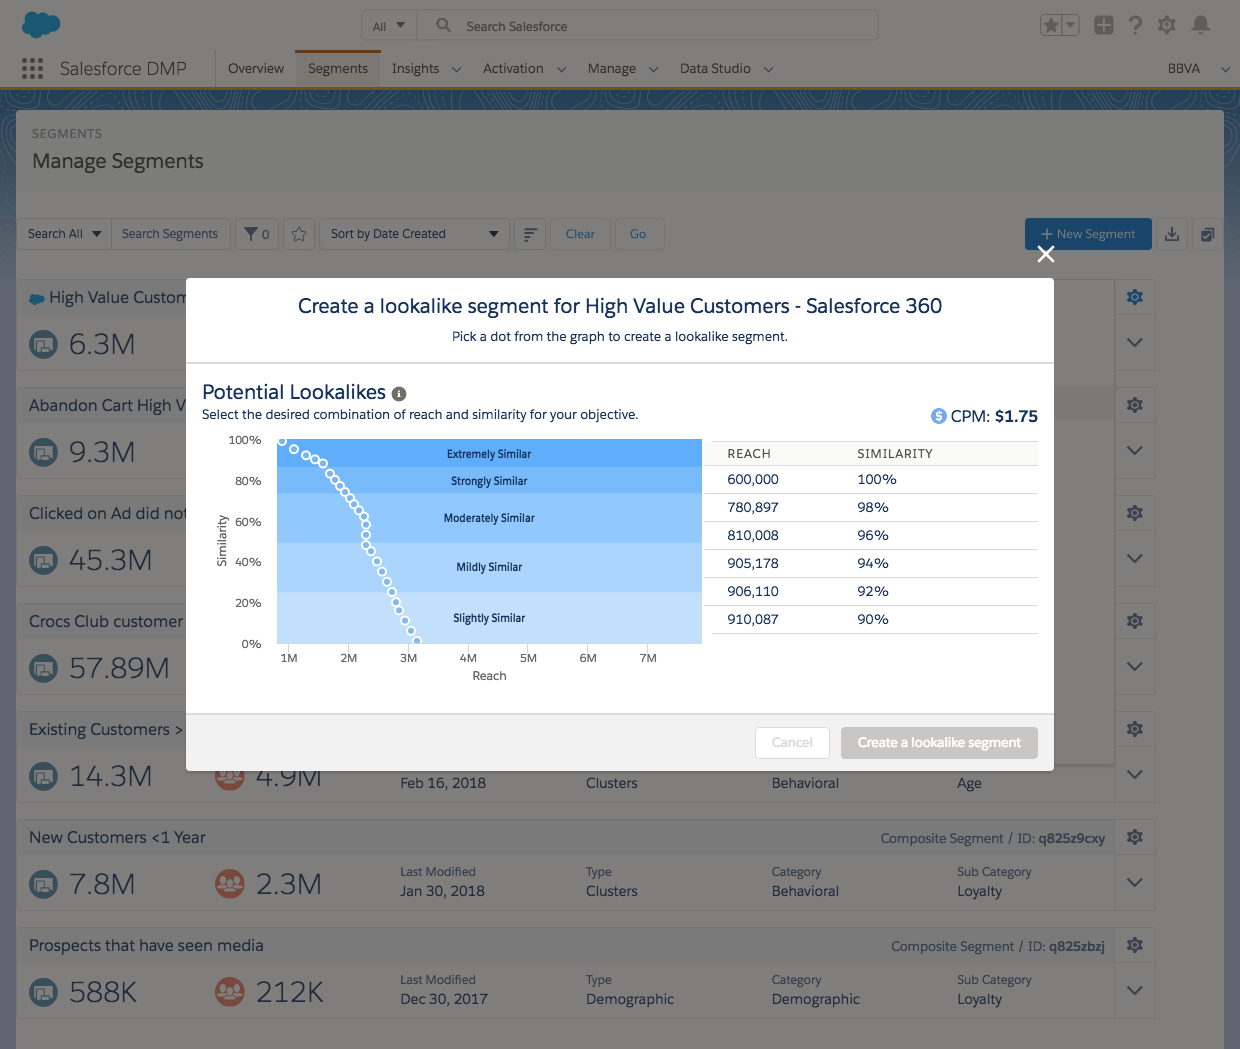 All
Search Salesforce
Salesforce DMP
Overview
Segments
Insights
Activation
Manage
Data Studio
BBVA
SEGMENTS
Manage Segments
Search All
Search Segments
0
Sort by Date Created
Clear
Go
+ New Segment
High Value Custom
6.3M
Abandon Cart High V
9.3M
Clicked on Ad did not
45.3M
Crocs Club customer
57.89M
Existing Customers >
14.3M
4.9M
Feb 16, 2018
Clusters
Behavioral
Age
Create a lookalike segment for High Value Customers - Salesforce 360
Pick a dot from the graph to create a lookalike segment.
Potential Lookalikes
Select the desired combination of reach and similarity for your objective.
CPM: $1.75
100%
80%
60%
40%
20%
0%
Similarity
Extremely Similar
Strongly Similar
Moderately Similar
Mildly Similar
Slightly Similar
1M 2M 3M 4M 5M 6M 7M
Reach
REACH SIMILARITY
600,000 100%
780,897 98%
810,008 96%
905,178 94%
906,110 92%
910,087 90%
Cancel
Create a lookalike segment
New Customers <1 Year
Composite Segment / ID: q825z9cxy
7.8M
2.3M
Last Modified
Jan 30, 2018
Type
Clusters
Category
Behavioral
Sub Category
Loyalty
Prospects that have seen media
Composite Segment / ID: q825zbzj
588K
212K
Last Modified
Dec 30, 2017
Type
Demographic
Category
Demographic
Sub Category
Loyalty